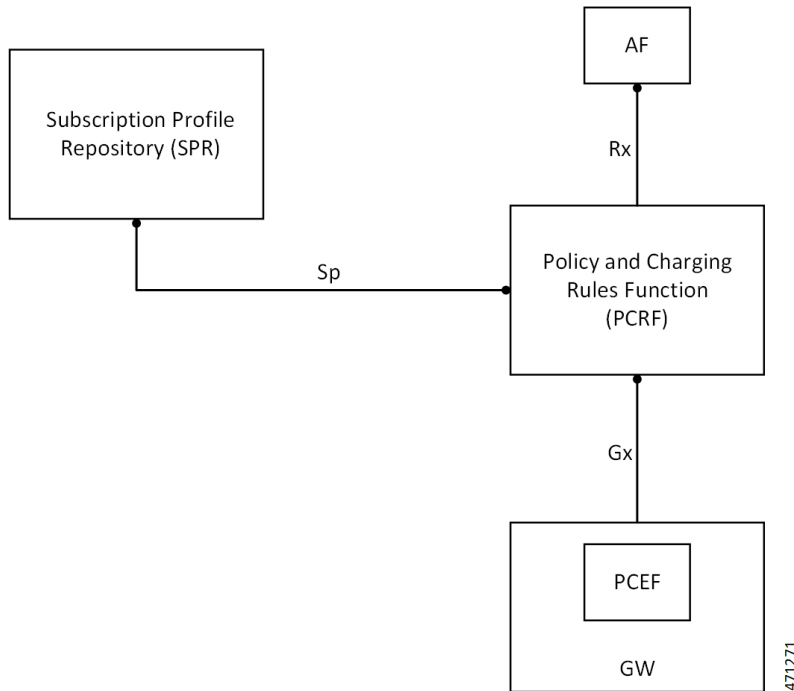 AF
Subscription Profile
Repository (SPR)
Rx
Policy and Charging
Rules Function
(PCRF)
Sp
Gx
PCEF
GW
471271